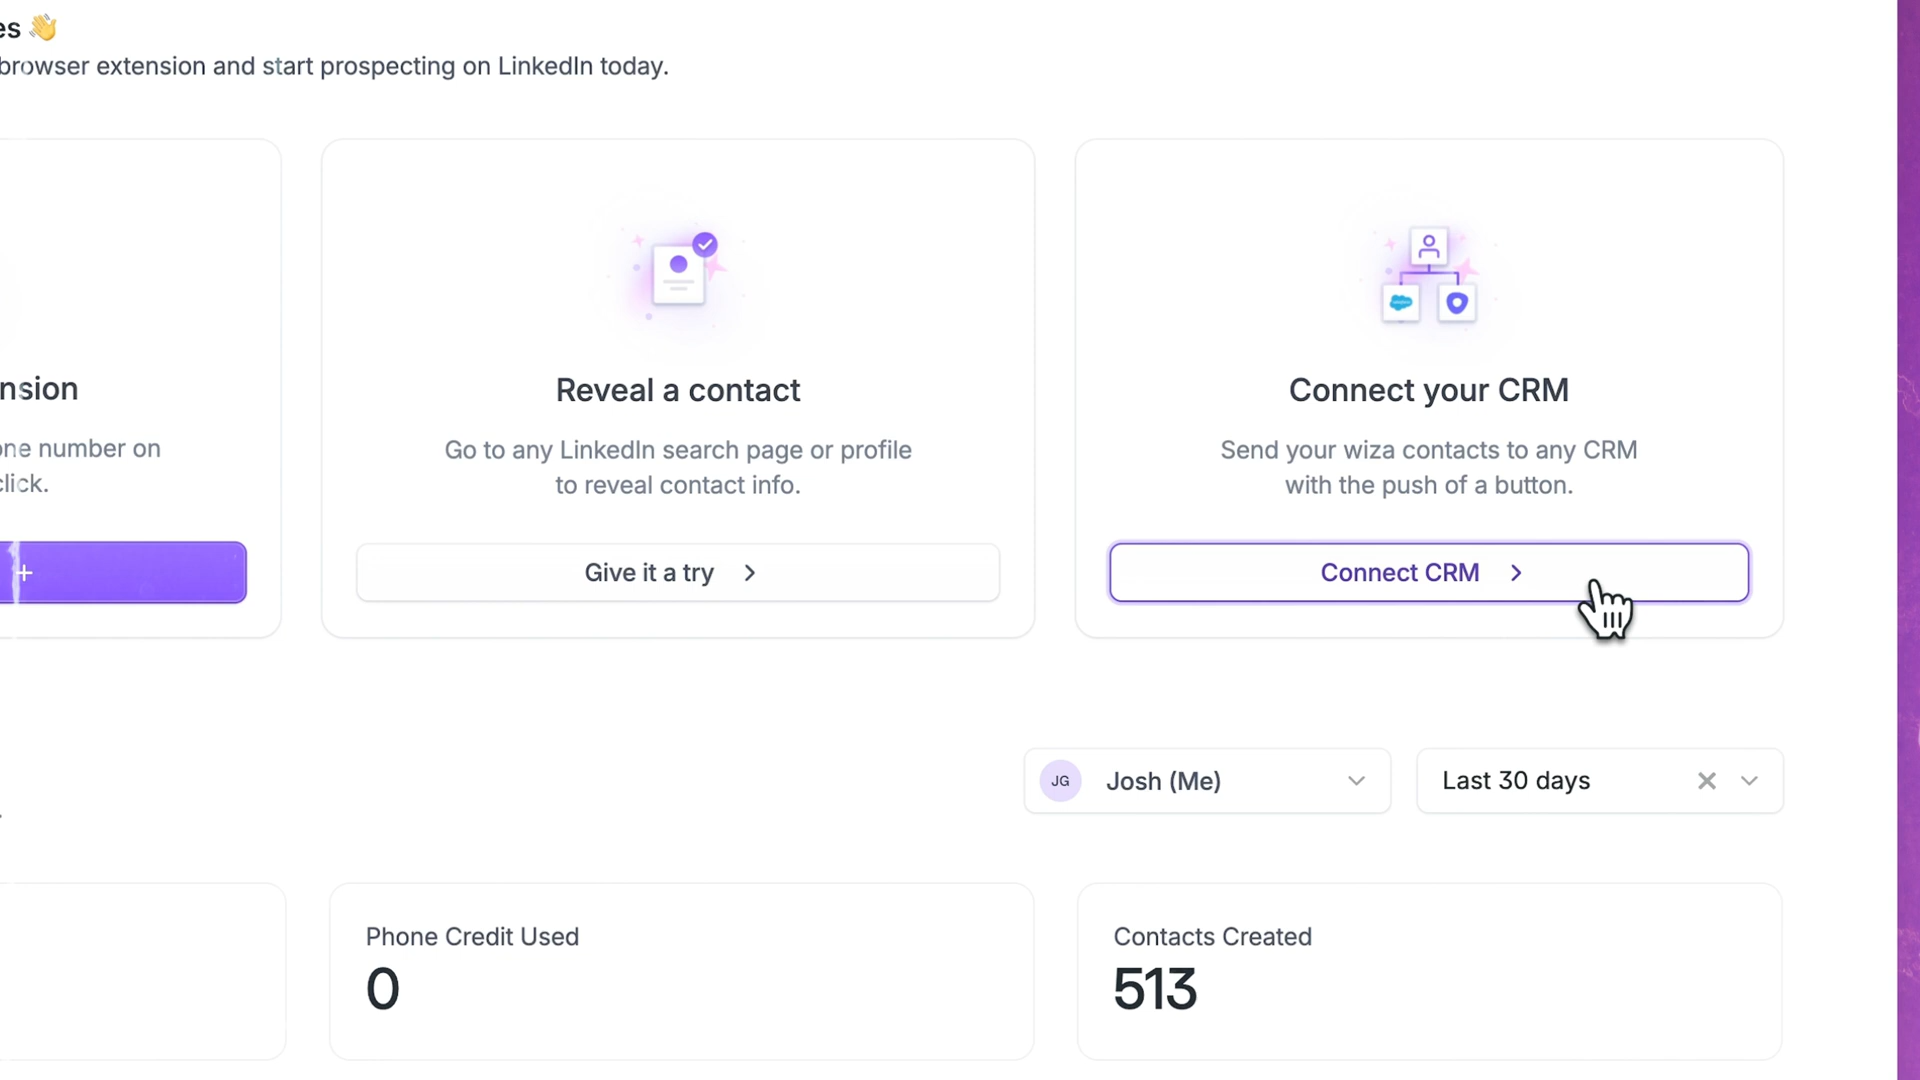 es 👋
browser extension and start prospecting on LinkedIn today.
nsion
one number on
click.
+
Reveal a contact
Go to any LinkedIn search page or profile
to reveal contact info.
Give it a try
Connect your CRM
Send your wiza contacts to any CRM
with the push of a button.
Connect CRM
JG Josh (Me)
Last 30 days
Phone Credit Used
0
Contacts Created
513